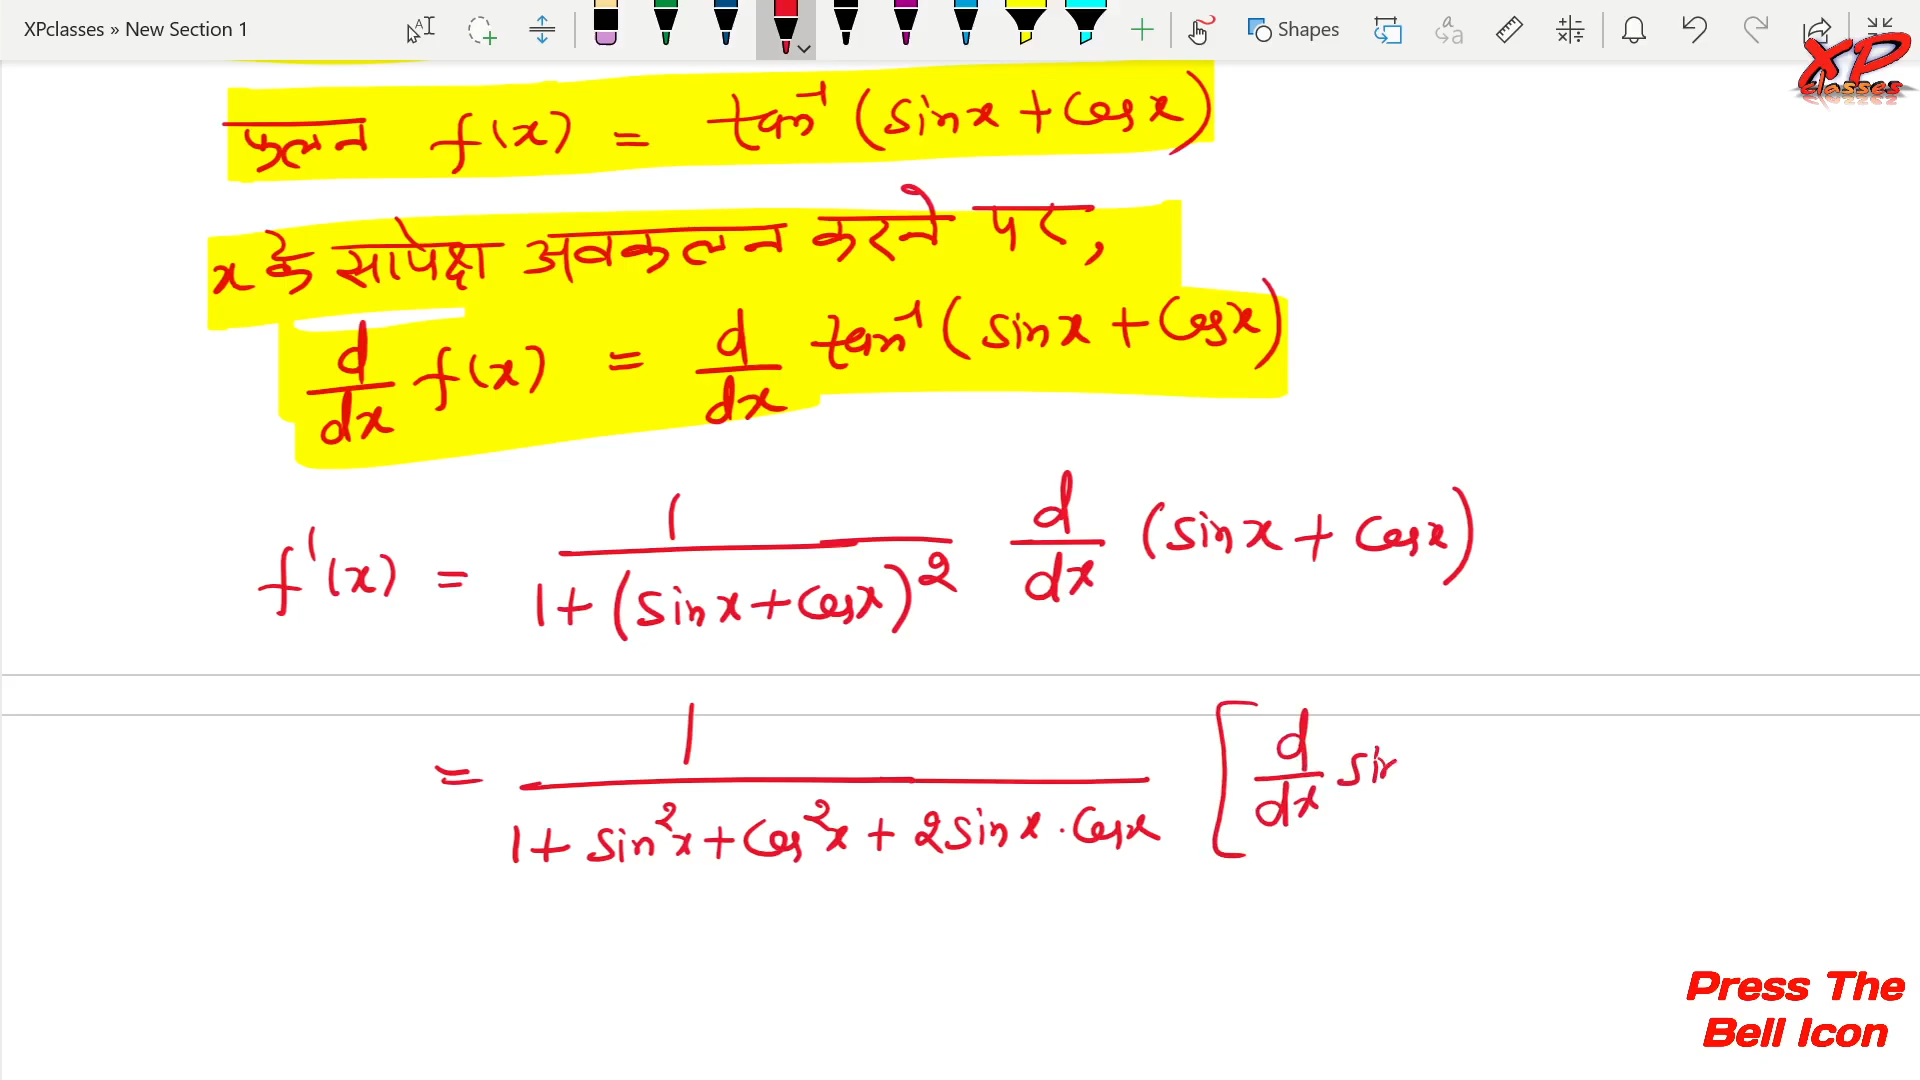 XPclasses » New Section 1
Shapes
XP
classes
फलन f(x) = tan⁻¹ (sinx + cosx)
x के सापेक्ष अवकलन करने पर,
d/dx f(x) = d/dx tan⁻¹ (sinx + cosx)
f'(x) = 1/(1+(sinx+cosx)²) d/dx (sinx + cosx)
= 1/(1+sin²x+cos²x+2sinx·cosx) [d/dx sin
Press The
Bell Icon